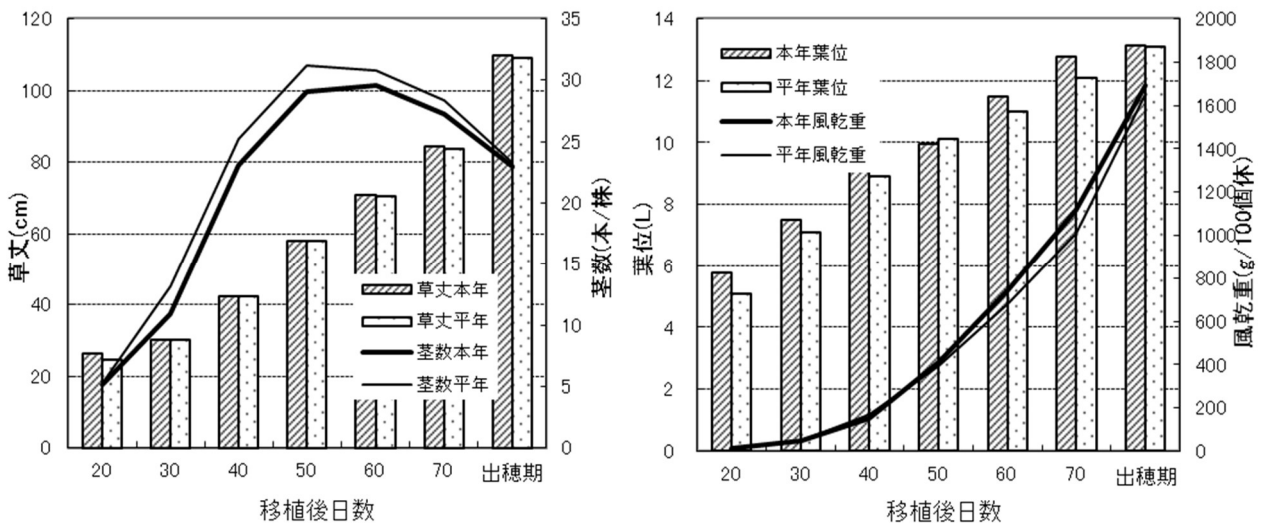 120
100
80
60
40
20
0
草丈(cm)
35
30
25
20
15
10
5
0
茎数(本/株)
草丈本年
草丈平年
茎数本年
茎数平年
20 30 40 50 60 70 出穂期
移植後日数
14
12
10
8
6
4
2
0
葉位(L)
2000
1800
1600
1400
1200
1000
800
600
400
200
0
風乾重(g/100個体)
本年葉位
平年葉位
本年風乾重
平年風乾重
20 30 40 50 60 70 出穂期
移植後日数